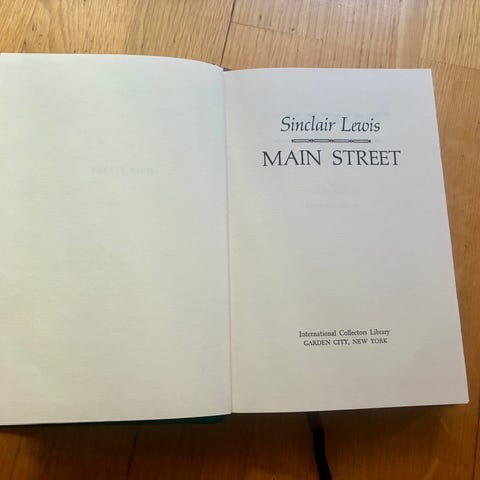 Sinclair Lewis
MAIN STREET
International Collectors Library
GARDEN CITY, NEW YORK